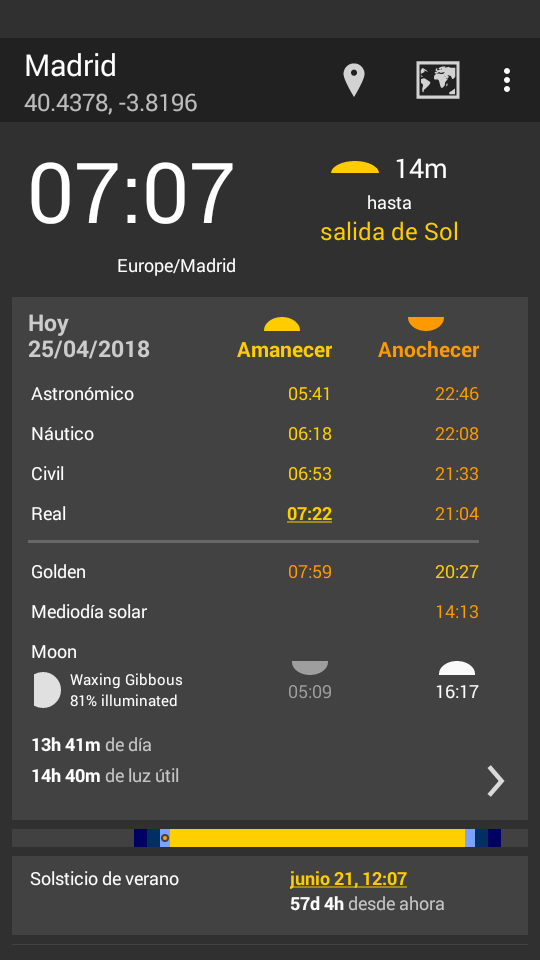 Madrid
40.4378, -3.8196
07:07
14m
hasta
salida de Sol
Europe/Madrid
Hoy
25/04/2018
Amanecer Anochecer
Astronómico 05:41 22:46
Náutico 06:18 22:08
Civil 06:53 21:33
Real 07:22 21:04
Golden 07:59 20:27
Mediodía solar 14:13
Moon
Waxing Gibbous
81% illuminated
05:09 16:17
13h 41m de día
14h 40m de luz útil
Solsticio de verano junio 21, 12:07
57d 4h desde ahora